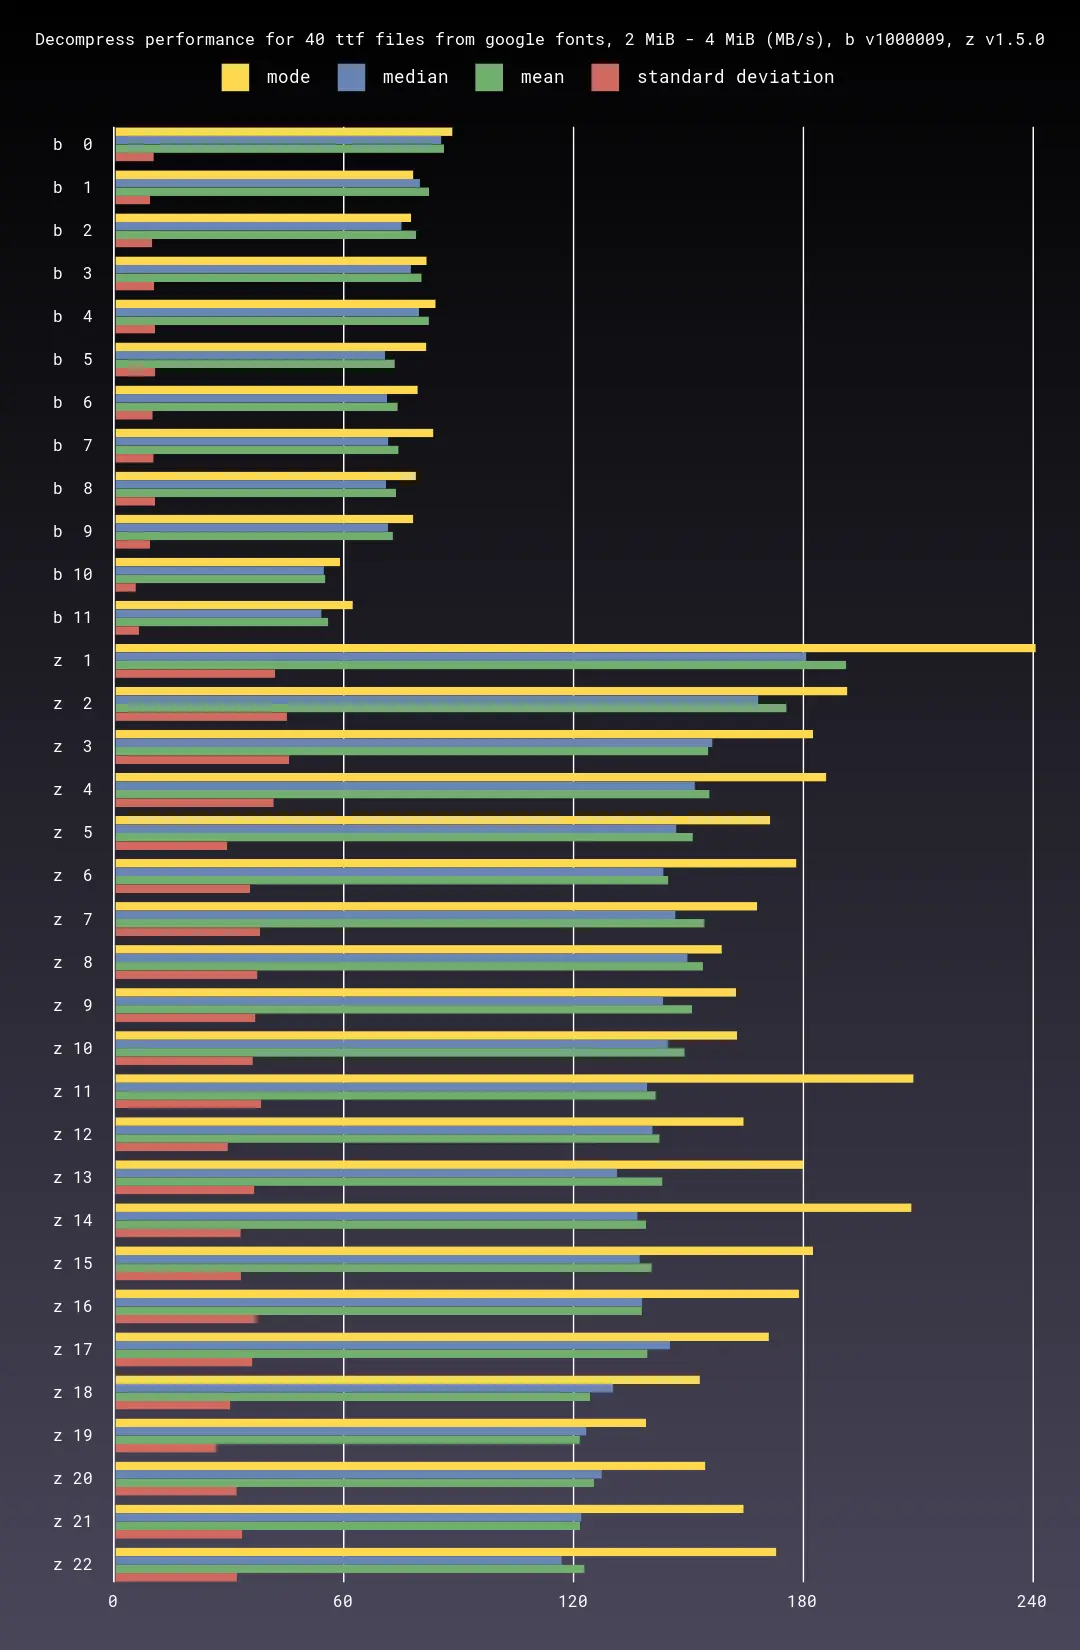 Decompress performance for 40 ttf files from google fonts, 2 MiB - 4 MiB (MB/s), b v1000009, z v1.5.0
mode median mean standard deviation
b 0
b 1
b 2
b 3
b 4
b 5
b 6
b 7
b 8
b 9
b 10
b 11
z 1
z 2
z 3
z 4
z 5
z 6
z 7
z 8
z 9
z 10
z 11
z 12
z 13
z 14
z 15
z 16
z 17
z 18
z 19
z 20
z 21
z 22
0 60 120 180 240